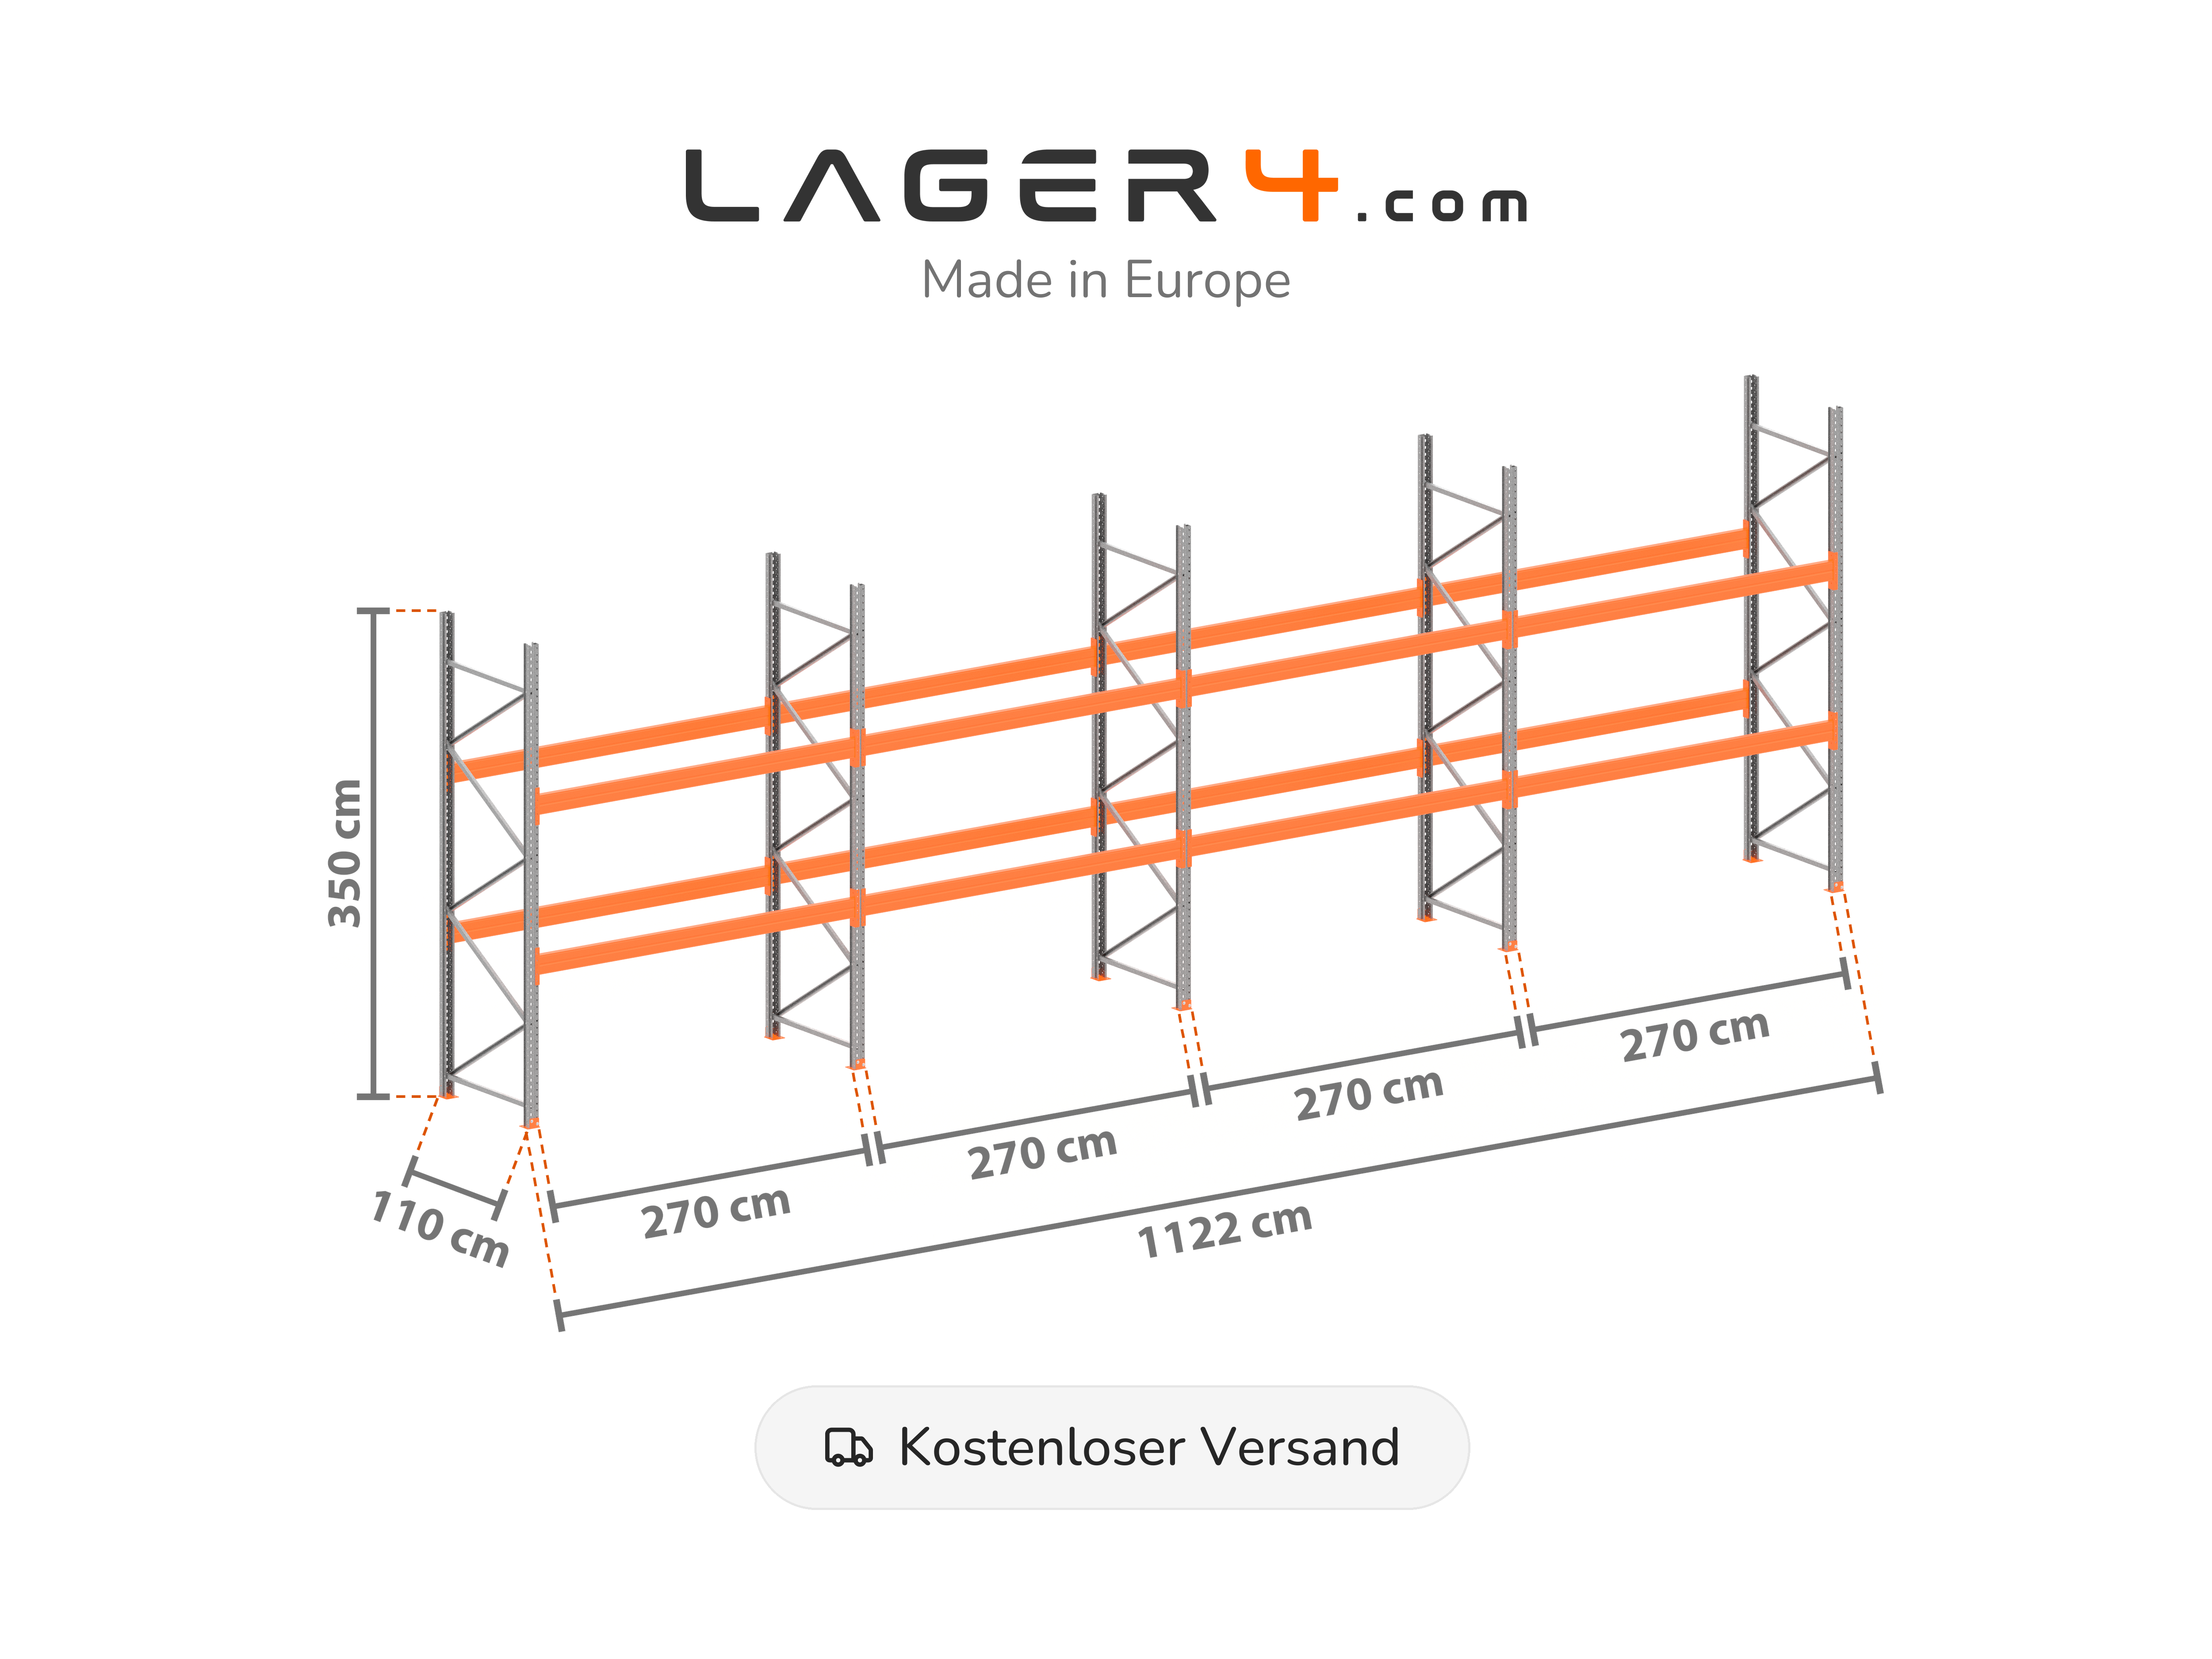 LAGER4.com
Made in Europe
350 cm
110 cm
270 cm
270 cm
270 cm
270 cm
1122 cm
Kostenloser Versand